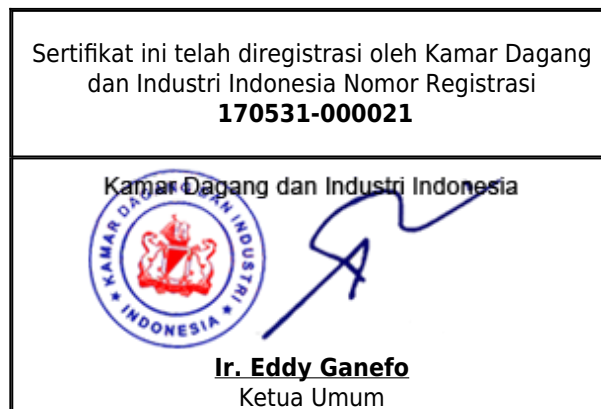 Sertifikat ini telah diregistrasi oleh Kamar Dagang
dan Industri Indonesia Nomor Registrasi
170531-000021
Kamar Dagang dan Industri Indonesia
KAMAR DAGANG DAN INDUSTRI
★ INDONESIA ★
Ir. Eddy Ganefo
Ketua Umum